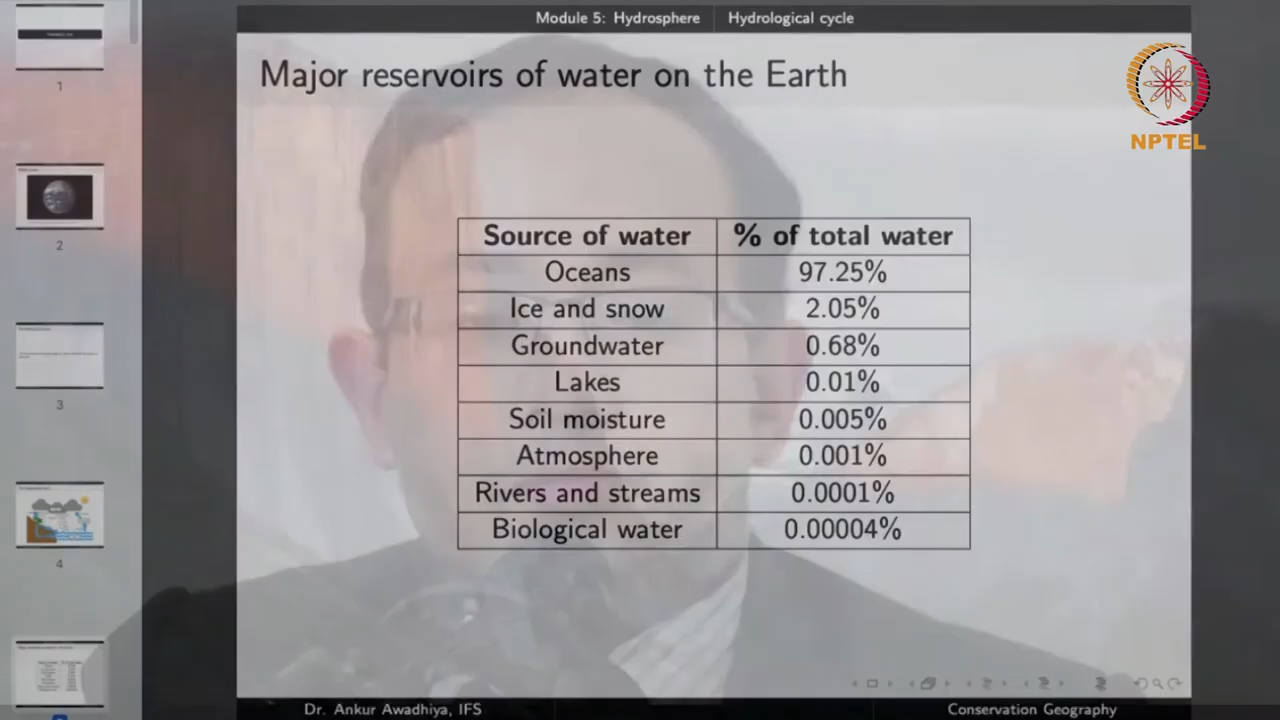 Module 5: Hydrosphere Hydrological cycle
Major reservoirs of water on the Earth
NPTEL
Source of water % of total water
Oceans 97.25%
Ice and snow 2.05%
Groundwater 0.68%
Lakes 0.01%
Soil moisture 0.005%
Atmosphere 0.001%
Rivers and streams 0.0001%
Biological water 0.00004%
1
2
3
4
Dr. Ankur Awadhiya, IFS Conservation Geography